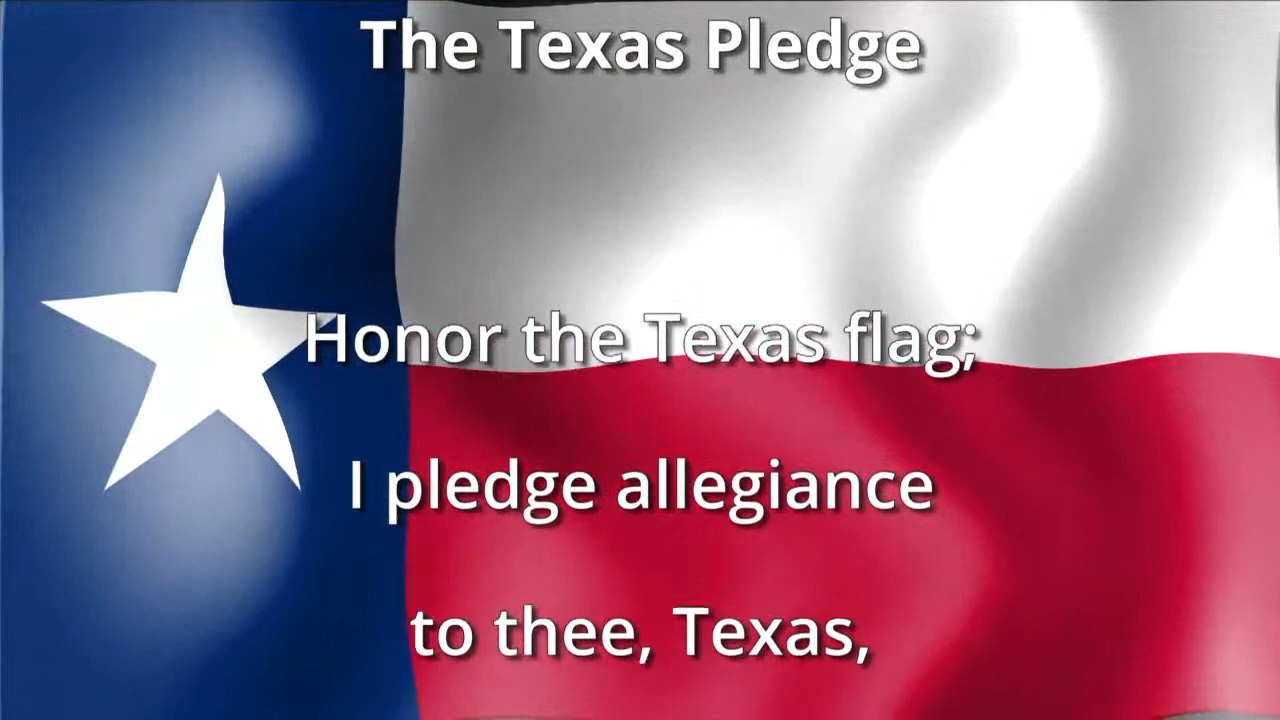 The Texas Pledge
Honor the Texas flag;
I pledge allegiance
to thee, Texas,